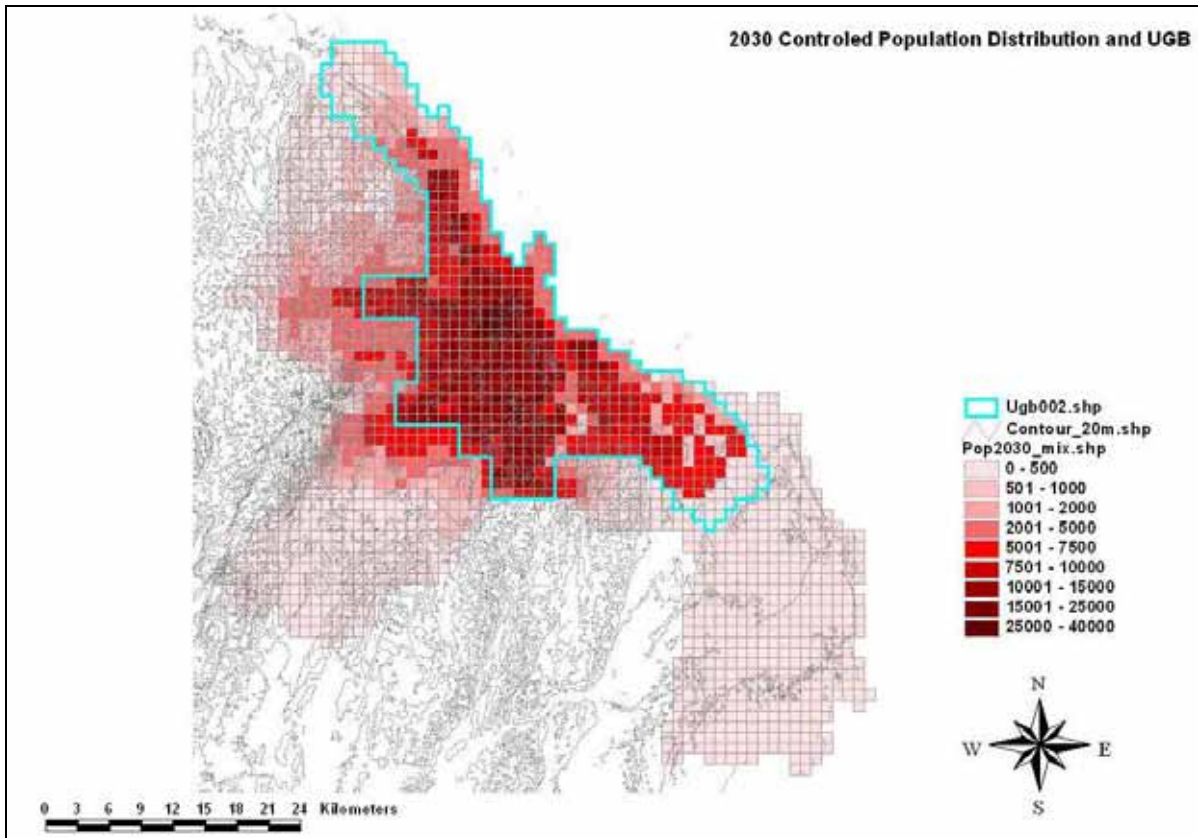 2030 Controled Population Distribution and UGB
Ugb002.shp
Contour_20m.shp
Pop2030_mix.shp
0 - 500
501 - 1000
1001 - 2000
2001 - 5000
5001 - 7500
7501 - 10000
10001 - 15000
15001 - 25000
25000 - 40000
N
W E
S
0 3 6 9 12 15 18 21 24 Kilometers